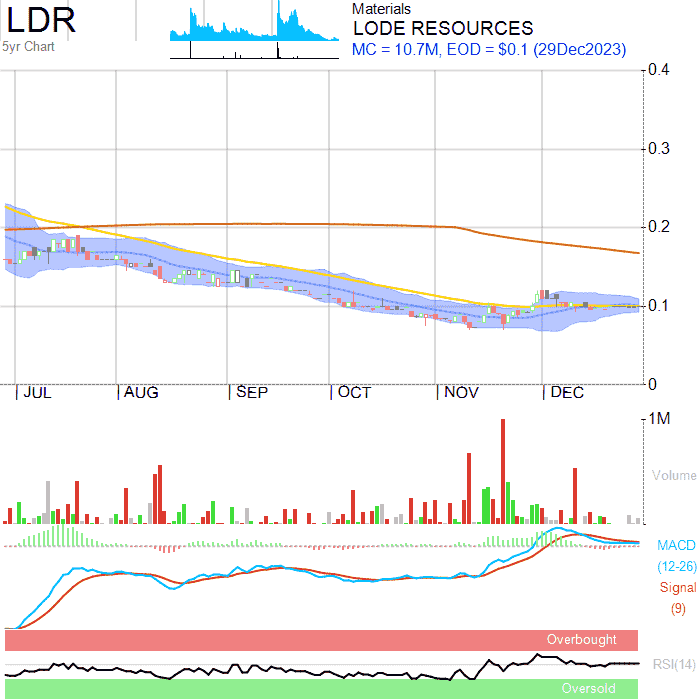 LDR
5yr Chart
Materials
LODE RESOURCES
MC = 10.7M, EOD = $0.1 (29Dec2023)
0.4
0.3
0.2
0.1
0
JUL
AUG
SEP
OCT
NOV
DEC
1M
Volume
MACD
(12-26)
Signal
(9)
Overbought
RSI(14)
Oversold